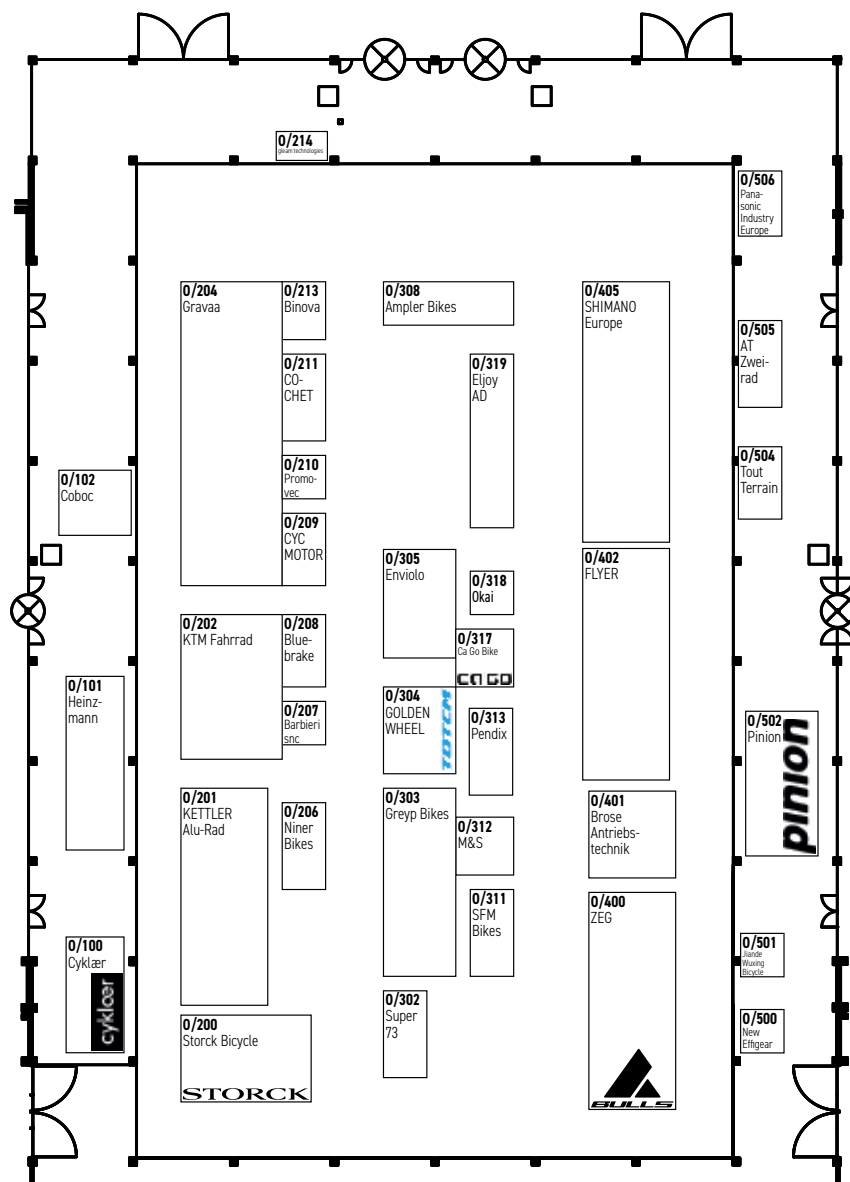 0/214
gleam technologies
0/506
Pana-
sonic
Industry
Europe
0/204
Gravaa
0/213
Binova
0/308
Ampler Bikes
0/405
SHIMANO
Europe
0/211
CO-
CHET
0/319
Eljoy
AD
0/505
AT
Zwei-
rad
0/210
Promo-
vec
0/504
Tout
Terrain
0/102
Coboc
0/209
CYC
MOTOR
0/305
Enviolo
0/318
Okai
0/402
FLYER
0/202
KTM Fahrrad
0/208
Blue-
brake
0/317
Ca Go Bike
CA GO
0/101
Heinz-
mann
0/207
Barbieri
snc
0/304
GOLDEN
WHEEL
TOTEM
0/313
Pendix
0/502
Pinion
pinion
0/201
KETTLER
Alu-Rad
0/206
Niner
Bikes
0/303
Greyp Bikes
0/312
M&S
0/401
Brose
Antriebs-
technik
0/311
SFM
Bikes
0/400
ZEG
BULLS
0/100
Cyklær
cyklær
0/501
Jiande
Wuxing
Bicycle
0/302
Super
73
0/200
Storck Bicycle
STORCK
0/500
New
Effigear